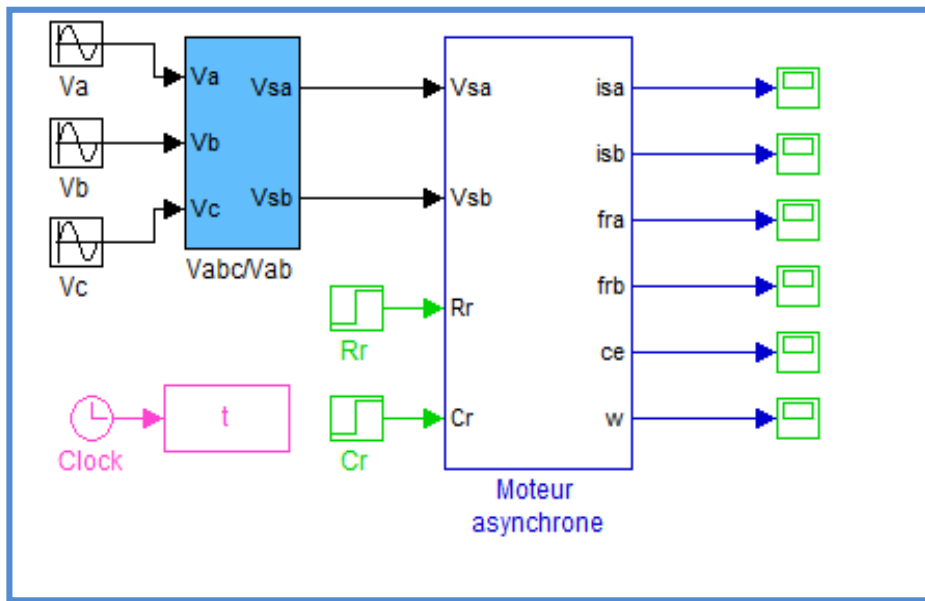 Va
Vb
Vc
Va
Vb
Vc
Vsa
Vsb
Vabc/Vab
Vsa
Vsb
Rr
Cr
isa
isb
fra
frb
ce
w
Moteur
asynchrone
Rr
Cr
Clock
t